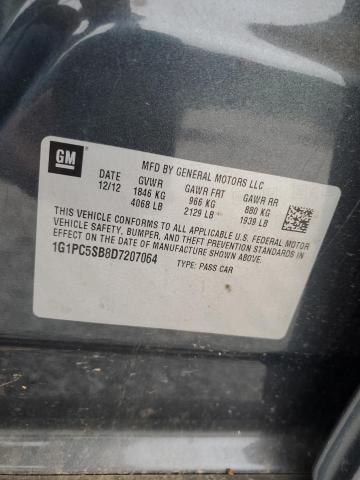 GM
MFD BY GENERAL MOTORS LLC
DATE GVWR GAWR FRT GAWR RR
12/12 1846 KG 966 KG 880 KG
4068 LB 2129 LB 1939 LB
THIS VEHICLE CONFORMS TO ALL APPLICABLE U.S. FEDERAL MOTOR
VEHICLE SAFETY, BUMPER, AND THEFT PREVENTION STANDARDS IN
EFFECT ON THE DATE OF MANUFACTURE SHOWN ABOVE.
1G1PC5SB8D7207064 TYPE: PASS CAR